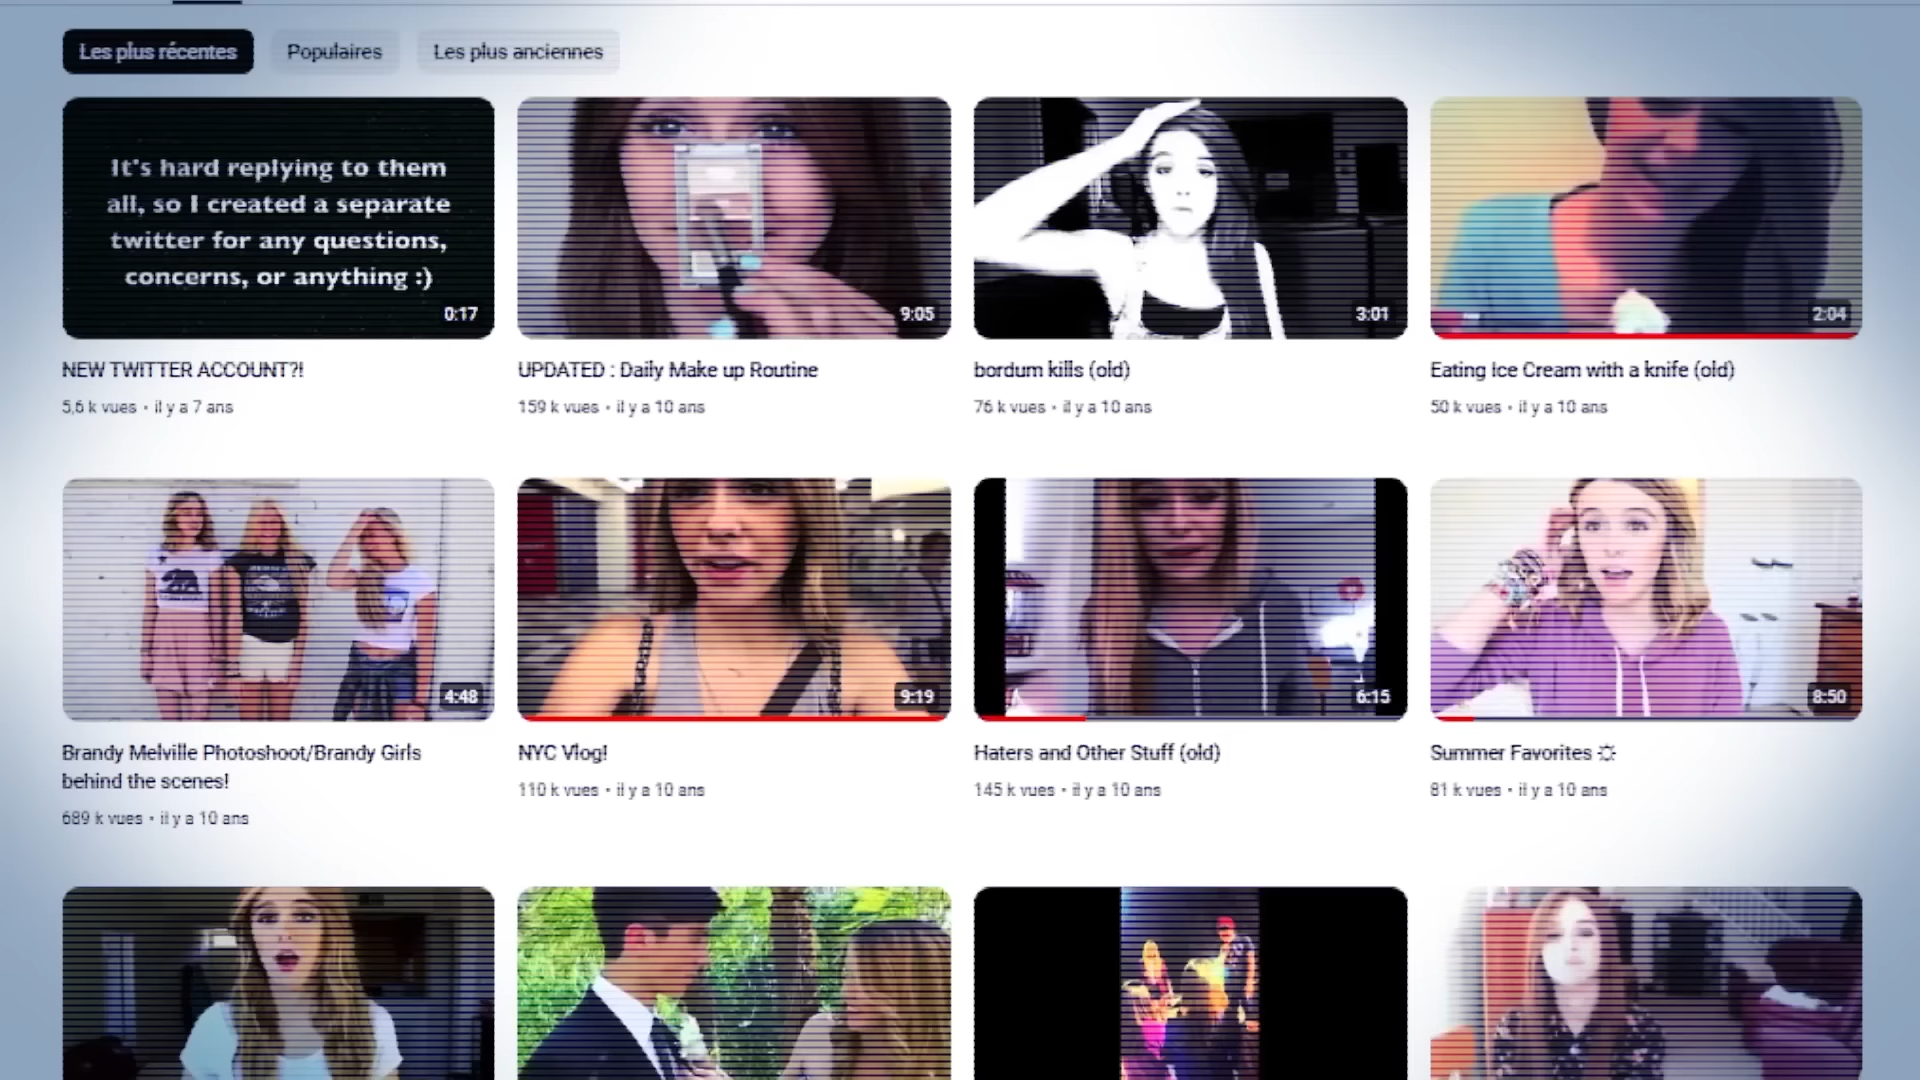 Les plus récentes Populaires Les plus anciennes
It's hard replying to them
all, so I created a separate
twitter for any questions,
concerns, or anything :)
0:17
9:05
3:01
2:04
NEW TWITTER ACCOUNT?!
5,6 k vues • il y a 7 ans
UPDATED : Daily Make up Routine
159 k vues • il y a 10 ans
bordum kills (old)
76 k vues • il y a 10 ans
Eating Ice Cream with a knife (old)
50 k vues • il y a 10 ans
4:48
9:19
6:15
8:50
Brandy Melville Photoshoot/Brandy Girls
behind the scenes!
689 k vues • il y a 10 ans
NYC Vlog!
110 k vues • il y a 10 ans
Haters and Other Stuff (old)
145 k vues • il y a 10 ans
Summer Favorites ☼
81 k vues • il y a 10 ans